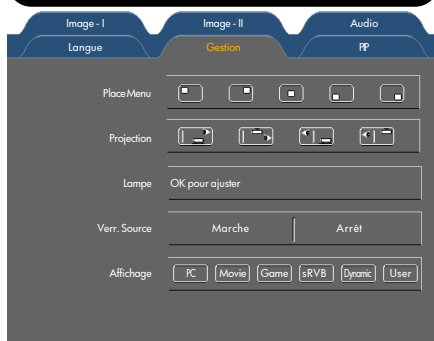 Image - I Image - II Audio
Langue Gestion PIP
Place Menu
Projection
Lampe OK pour ajuster
Verr. Source Marche Arrêt
Affichage PC Movie Game sRVB Dynamic User